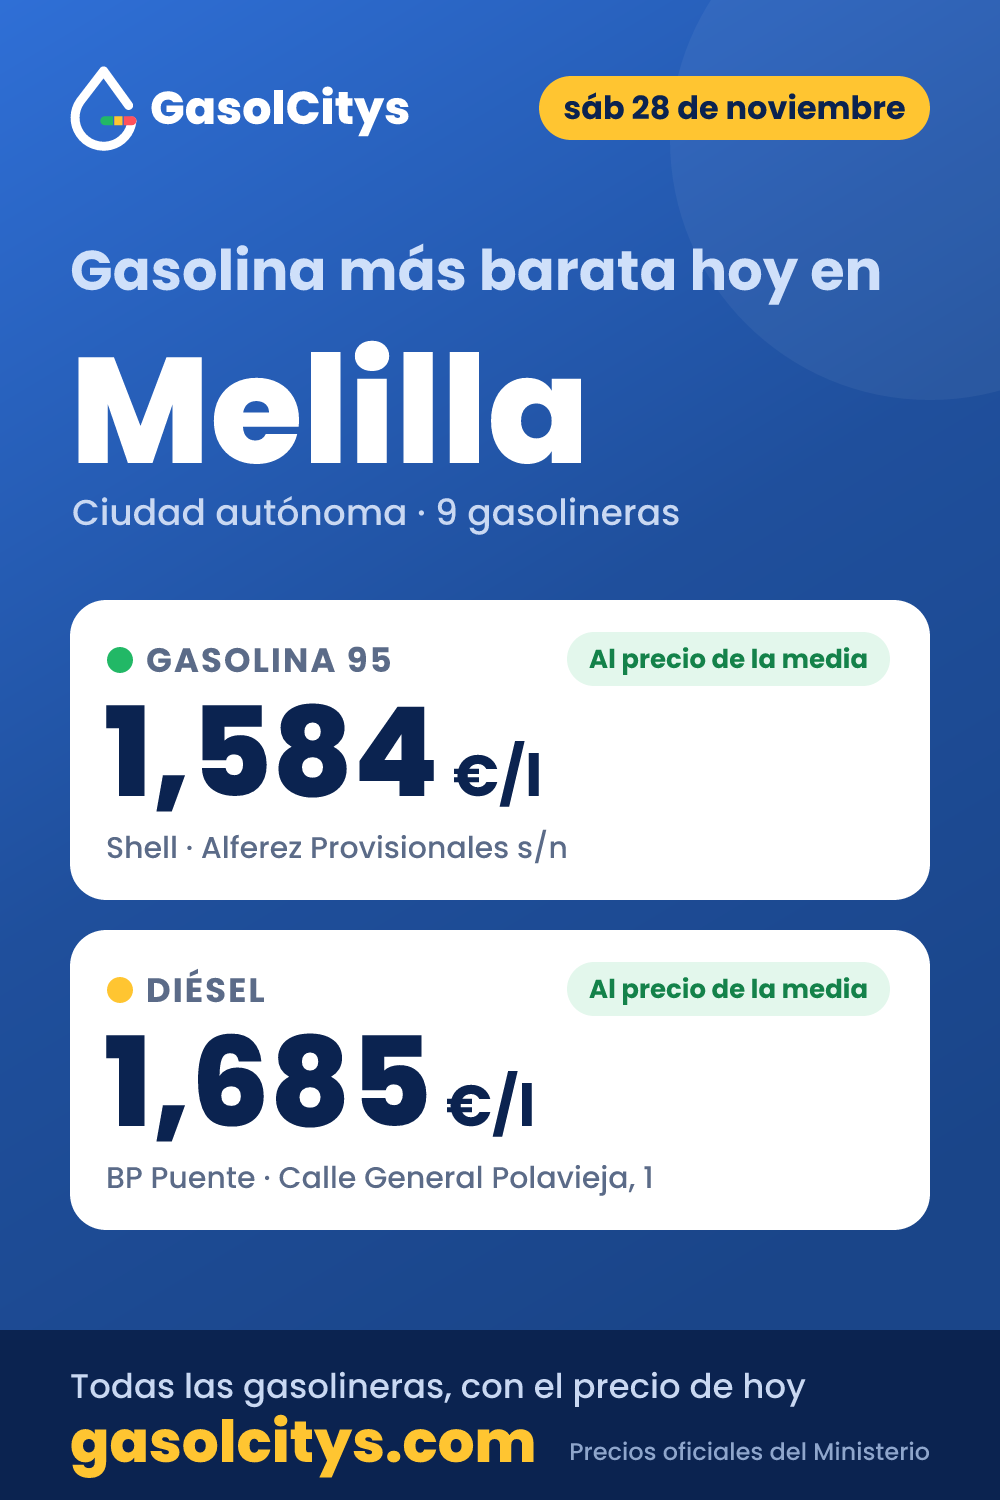 GasolCitys
sáb 28 de noviembre
Gasolina más barata hoy en
Melilla
Ciudad autónoma · 9 gasolineras
GASOLINA 95
Al precio de la media
1,584 €/l
Shell · Alferez Provisionales s/n
DIÉSEL
Al precio de la media
1,685 €/l
BP Puente · Calle General Polavieja, 1
Todas las gasolineras, con el precio de hoy
gasolcitys.com
Precios oficiales del Ministerio